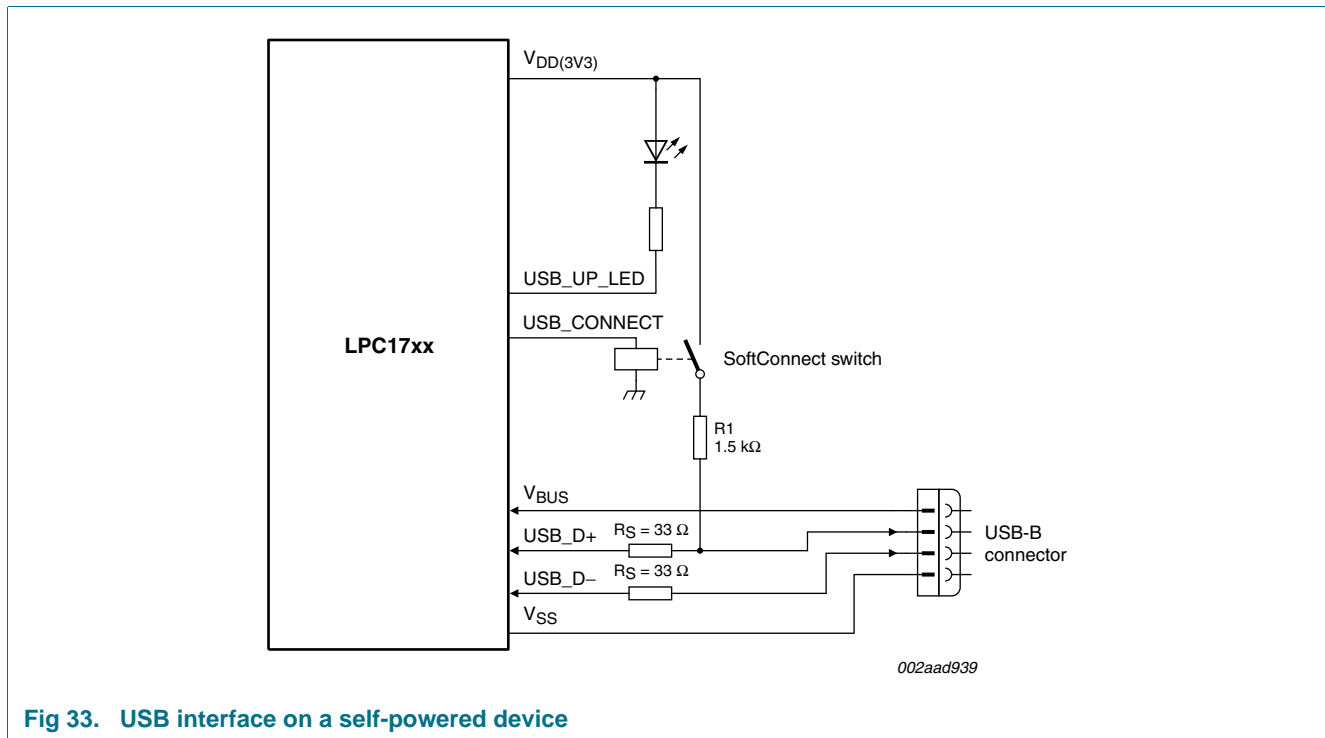 VDD(3V3)
USB_UP_LED
USB_CONNECT
LPC17xx
SoftConnect switch
R1
1.5 kΩ
VBUS
USB_D+
RS = 33 Ω
USB_D−
RS = 33 Ω
VSS
USB-B
connector
002aad939
Fig 33. USB interface on a self-powered device